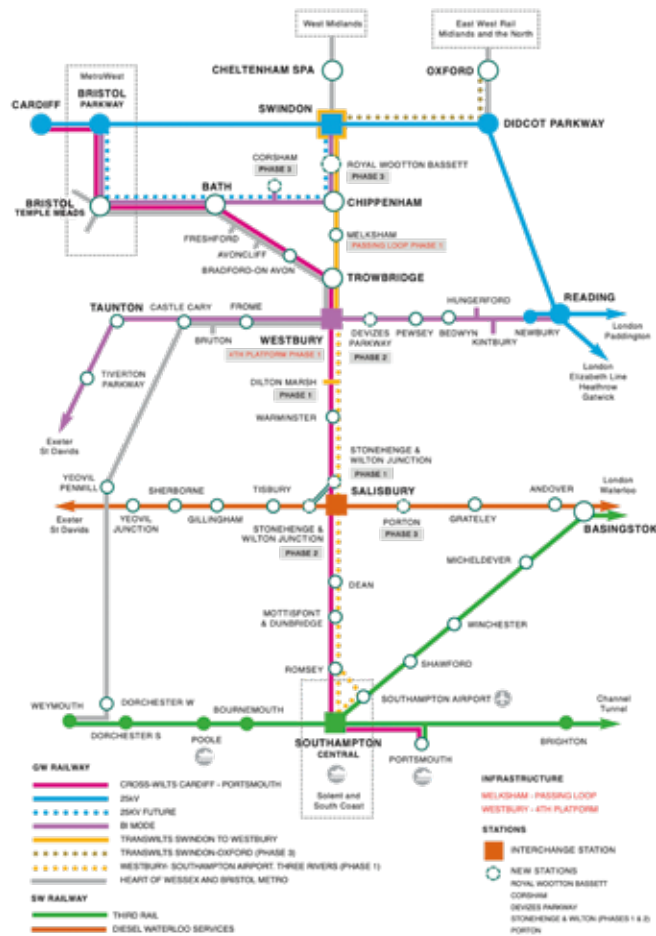 West Midlands
East West Rail
Midlands and the North
CHELTENHAM SPA
OXFORD
MetroWest
CARDIFF
BRISTOL
PARKWAY
SWINDON
DIDCOT PARKWAY
CORSHAM
PHASE 3
ROYAL WOOTTON BASSETT
PHASE 3
BATH
CHIPPENHAM
BRISTOL
TEMPLE MEADS
FRESHFORD
AVONCLIFF
BRADFORD-ON AVON
MELKSHAM
PASSING LOOP PHASE 1
TROWBRIDGE
TAUNTON
CASTLE CARY
FROME
HUNGERFORD
READING
BRUTON
WESTBURY
4TH PLATFORM PHASE 1
DEVIZES
PARKWAY
PHASE 2
PEWSEY
BEDWYN
KINTBURY
NEWBURY
London
Paddington
TIVERTON
PARKWAY
DILTON MARSH
PHASE 1
London
Elizabeth Line
Heathrow
Gatwick
WARMINSTER
Exeter
St Davids
STONEHENGE &
WILTON JUNCTION
PHASE 1
YEOVIL
PENMILL
SHERBORNE
TISBURY
SALISBURY
ANDOVER
London
Waterloo
Exeter
St Davids
YEOVIL
JUNCTION
GILLINGHAM
STONEHENGE &
WILTON JUNCTION
PHASE 2
PORTON
PHASE 3
GRATELEY
BASINGSTOK
MICHELDEVER
DEAN
MOTTISFONT
& DUNBRIDGE
WINCHESTER
ROMSEY
SHAWFORD
SOUTHAMPTON AIRPORT
WEYMOUTH
DORCHESTER W
BOURNEMOUTH
Channel
Tunnel
DORCHESTER S
POOLE
SOUTHAMPTON
CENTRAL
PORTSMOUTH
BRIGHTON
Solent and
South Coast
G/W RAILWAY
CROSS-WILTS CARDIFF - PORTSMOUTH
25kV
25KV FUTURE
BI MODE
TRANSWILTS SWINDON TO WESTBURY
TRANSWILTS SWINDON-OXFORD (PHASE 3)
WESTBURY- SOUTHAMPTON AIRPORT. THREE RIVERS (PHASE 1)
HEART OF WESSEX AND BRISTOL METRO
SW RAILWAY
THIRD RAIL
DIESEL WATERLOO SERVICES
INFRASTRUCTURE
MELKSHAM - PASSING LOOP
WESTBURY - 4TH PLATFORM
STATIONS
INTERCHANGE STATION
NEW STATIONS
ROYAL WOOTTON BASSETT
CORSHAM
DEVIZES PARKWAY
STONEHENGE & WILTON (PHASES 1 & 2)
PORTON